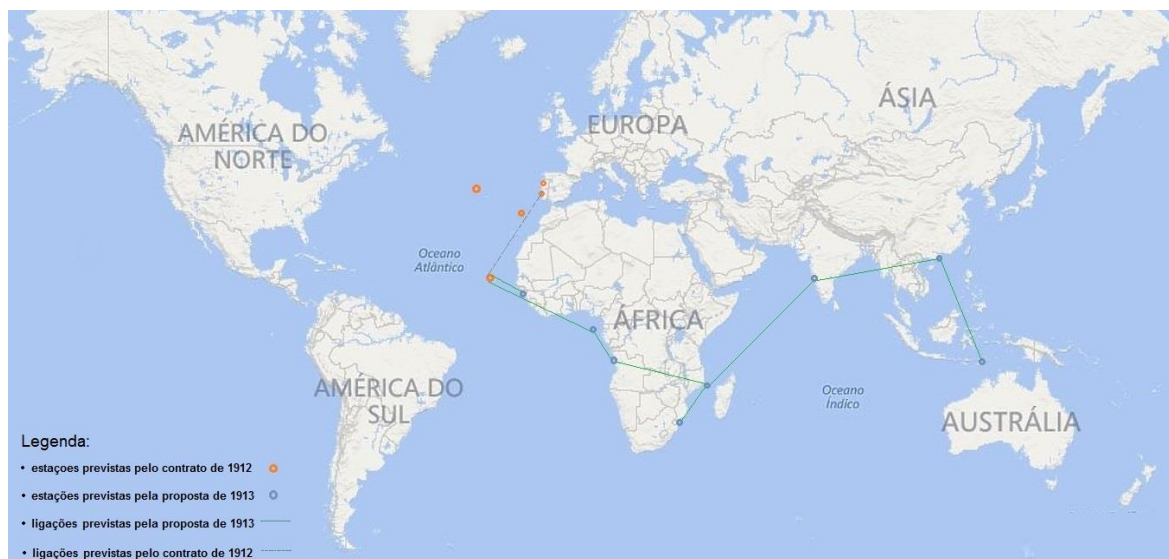 ÁSIA
EUROPA
AMÉRICA DO
NORTE
Oceano
Atlântico
ÁFRICA
AMÉRICA DO
SUL
Oceano
Índico
AUSTRÁLIA
Legenda:
• estaçoes previstas pelo contrato de 1912
• estações previstas pela proposta de 1913
• ligações previstas pela proposta de 1913
• ligações previstas pelo contrato de 1912